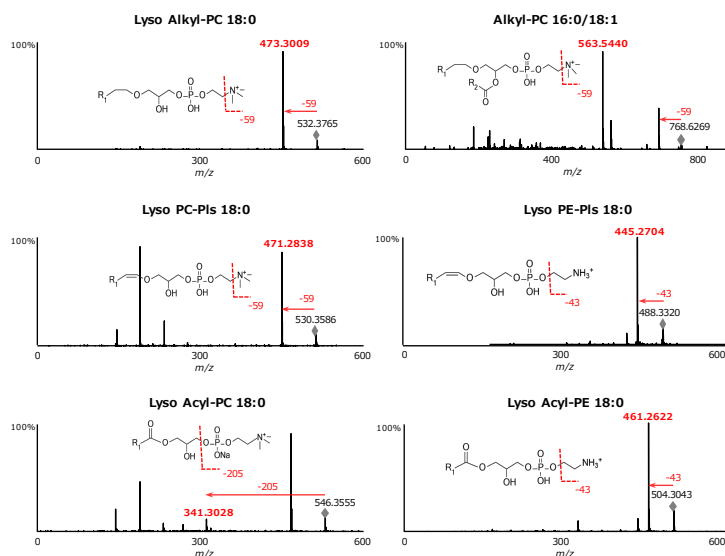 Lyso Alkyl-PC 18:0
100%
473.3009
R1
O
OH
O
O
P
OH
O
N+
-59
-59
532.3765
0
300
600
m/z
Alkyl-PC 16:0/18:1
100%
563.5440
R1
O
O
R2
O
O
O
P
OH
O
N+
-59
-59
768.6269
0
400
800
m/z
Lyso PC-Pls 18:0
100%
471.2838
R1
O
OH
O
O
P
OH
O
N+
-59
-59
530.3586
0
300
600
m/z
Lyso PE-Pls 18:0
100%
445.2704
R1
O
OH
O
O
P
OH
O
NH3+
-43
-43
488.3320
300
600
m/z
Lyso Acyl-PC 18:0
100%
R1
O
O
OH
O
O
P
ONa
O
N+
-205
-205
341.3028
546.3555
0
300
600
m/z
Lyso Acyl-PE 18:0
100%
461.2622
R1
O
O
OH
O
O
P
OH
O
NH3+
-43
-43
504.3043
0
300
600
m/z